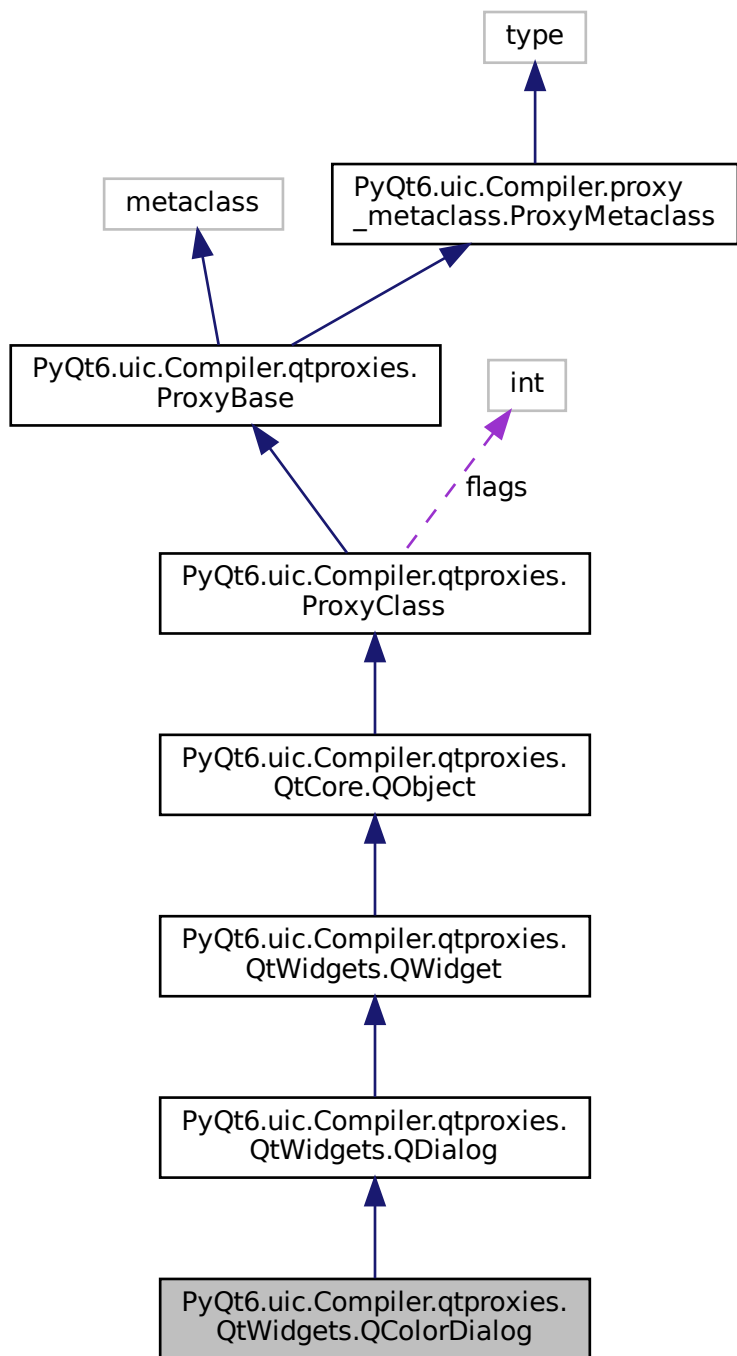 type
PyQt6.uic.Compiler.proxy
_metaclass.ProxyMetaclass
metaclass
PyQt6.uic.Compiler.qtproxies.
ProxyBase
int
flags
PyQt6.uic.Compiler.qtproxies.
ProxyClass
PyQt6.uic.Compiler.qtproxies.
QtCore.QObject
PyQt6.uic.Compiler.qtproxies.
QtWidgets.QWidget
PyQt6.uic.Compiler.qtproxies.
QtWidgets.QDialog
PyQt6.uic.Compiler.qtproxies.
QtWidgets.QColorDialog